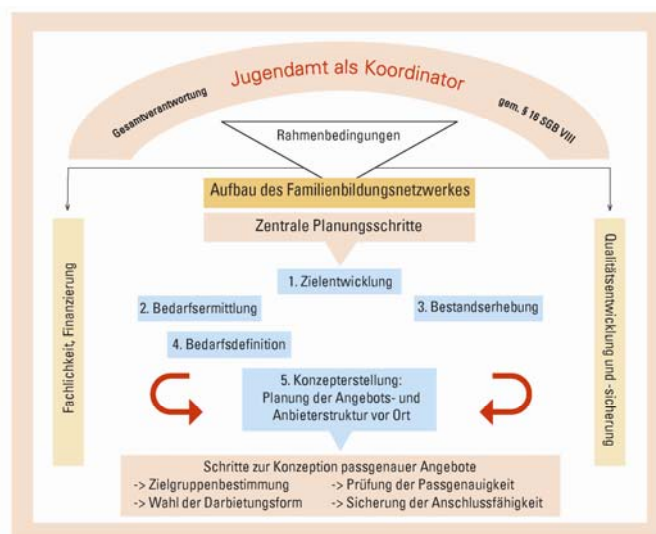 Jugendamt als Koordinator
Gesamtverantwortung
gem. § 16 SGB VIII
Rahmenbedingungen
Aufbau des Familienbildungsnetzwerkes
Zentrale Planungsschritte
Fachlichkeit, Finanzierung
Qualitätsentwicklung und -sicherung
1. Zielentwicklung
2. Bedarfsermittlung
3. Bestandserhebung
4. Bedarfsdefinition
5. Konzepterstellung:
Planung der Angebots- und
Anbieterstruktur vor Ort
Schritte zur Konzeption passgenauer Angebote
-> Zielgruppenbestimmung
-> Prüfung der Passgenauigkeit
-> Wahl der Darbietungsform
-> Sicherung der Anschlussfähigkeit